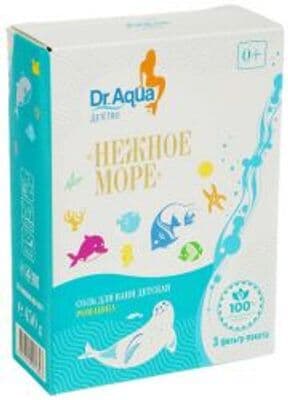 Dr.Aqua
детство
0+
«НЕЖНОЕ
МОРЕ»
СОЛЬ ДЛЯ ВАНН ДЕТСКАЯ
РОМАШКА
100%
3 фильтр-пакета